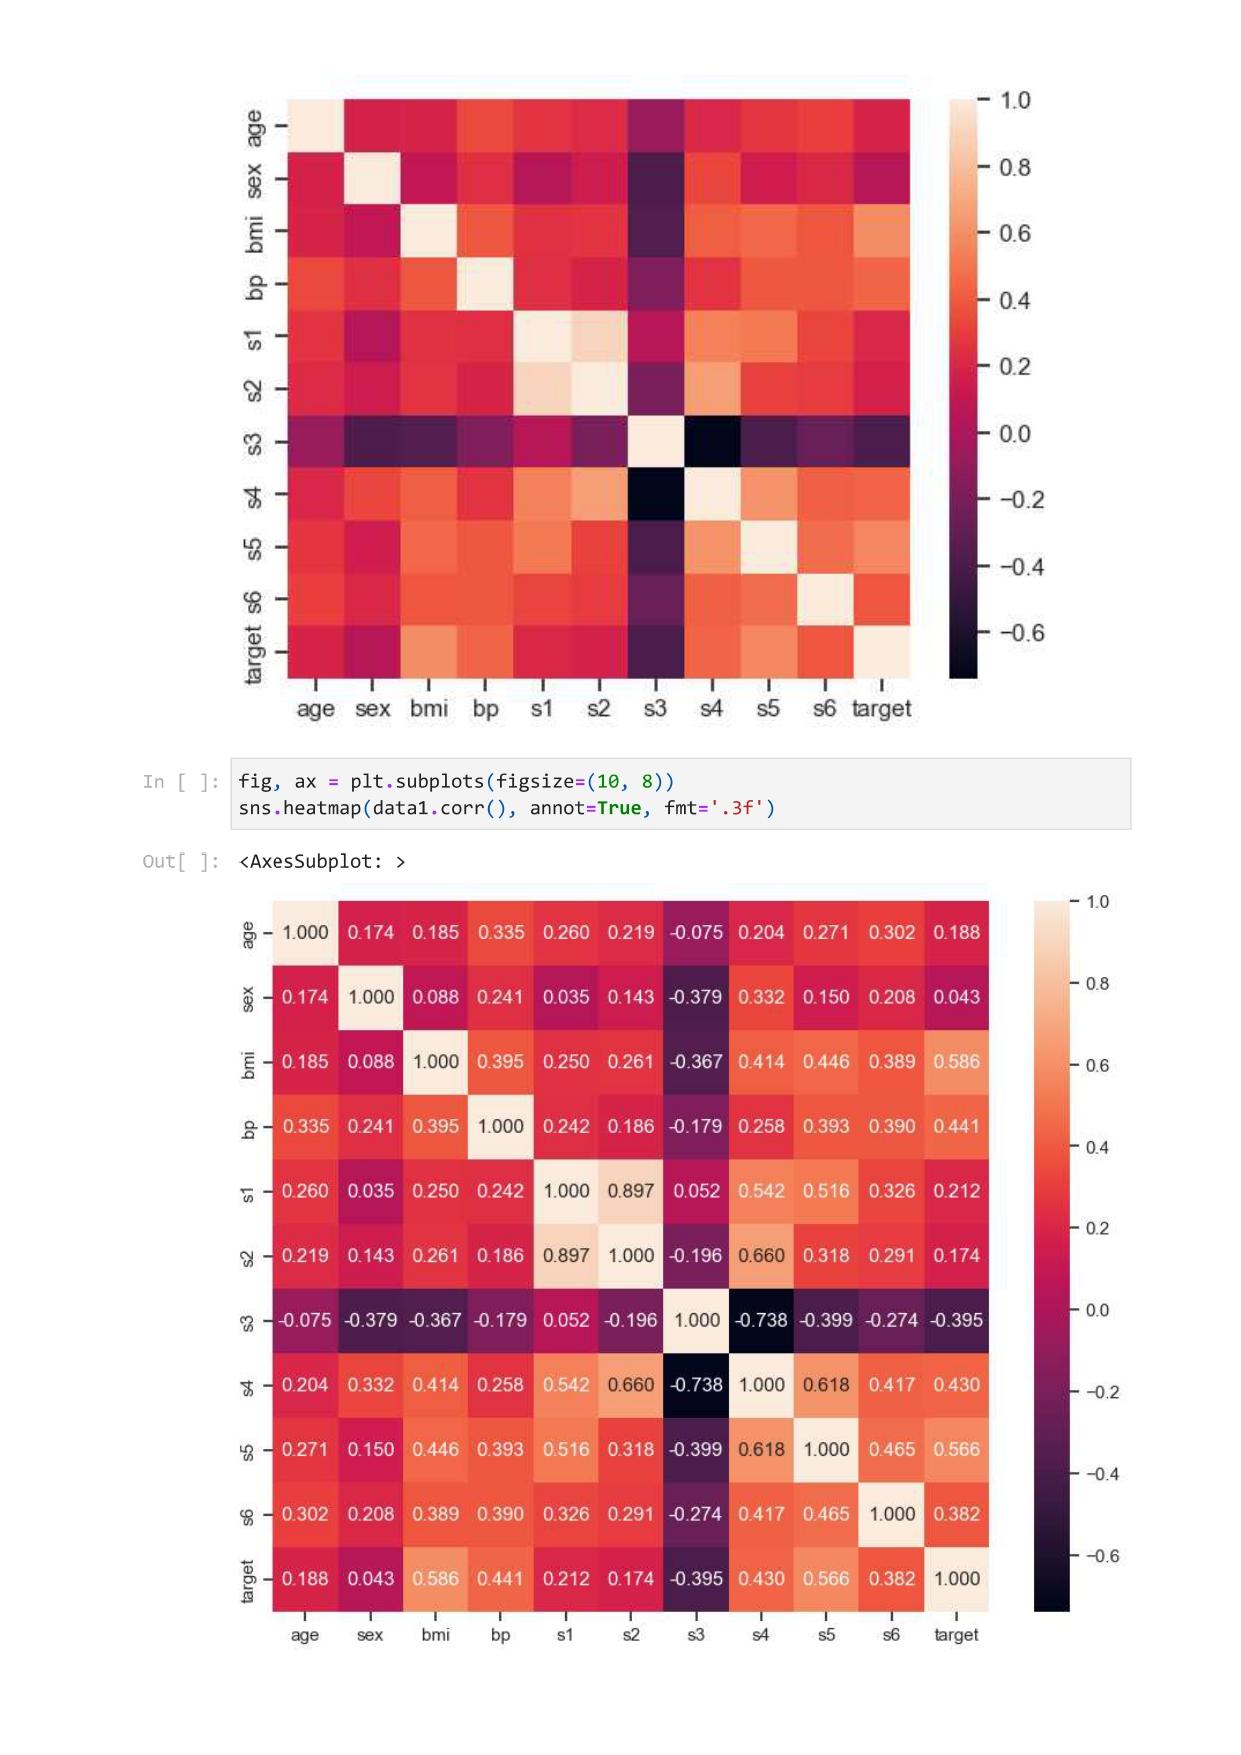 1.0
age
0.8
sex
0.6
bmi
0.4
bp
0.2
s1
s2
0.0
s3
−0.2
s4
−0.4
s5
s6
−0.6
target
age sex bmi bp s1 s2 s3 s4 s5 s6 target
In [ ]: fig, ax = plt.subplots(figsize=(10, 8))
sns.heatmap(data1.corr(), annot=True, fmt='.3f')
Out[ ]: <AxesSubplot: >
1.0
age 1.000 0.174 0.185 0.335 0.260 0.219 -0.075 0.204 0.271 0.302 0.188
0.8
sex 0.174 1.000 0.088 0.241 0.035 0.143 -0.379 0.332 0.150 0.208 0.043
bmi 0.185 0.088 1.000 0.395 0.250 0.261 -0.367 0.414 0.446 0.389 0.586
0.6
bp 0.335 0.241 0.395 1.000 0.242 0.186 -0.179 0.258 0.393 0.390 0.441
0.4
s1 0.260 0.035 0.250 0.242 1.000 0.897 0.052 0.542 0.516 0.326 0.212
0.2
s2 0.219 0.143 0.261 0.186 0.897 1.000 -0.196 0.660 0.318 0.291 0.174
0.0
s3 -0.075 -0.379 -0.367 -0.179 0.052 -0.196 1.000 -0.738 -0.399 -0.274 -0.395
s4 0.204 0.332 0.414 0.258 0.542 0.660 -0.738 1.000 0.618 0.417 0.430
−0.2
s5 0.271 0.150 0.446 0.393 0.516 0.318 -0.399 0.618 1.000 0.465 0.566
−0.4
s6 0.302 0.208 0.389 0.390 0.326 0.291 -0.274 0.417 0.465 1.000 0.382
−0.6
target 0.188 0.043 0.586 0.441 0.212 0.174 -0.395 0.430 0.566 0.382 1.000
age sex bmi bp s1 s2 s3 s4 s5 s6 target